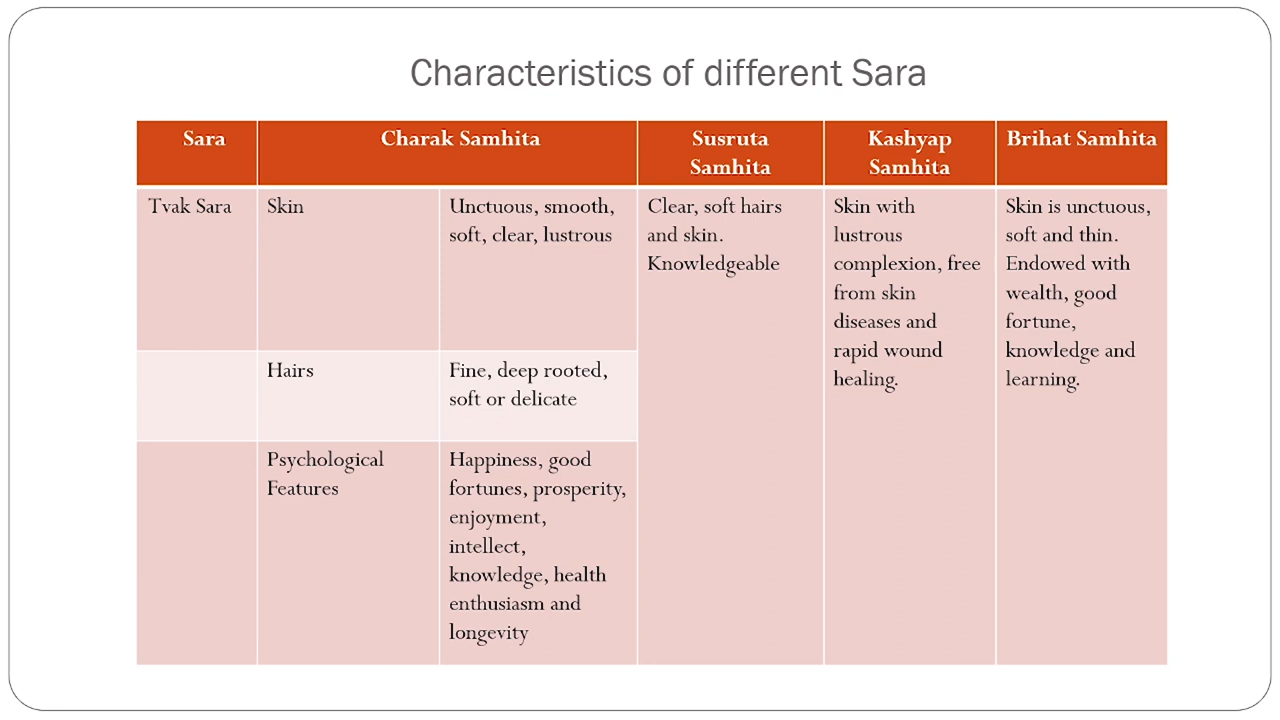 Characteristics of different Sara
Sara
Charak Samhita
Susruta
Samhita
Kashyap
Samhita
Brihat Samhita
Tvak Sara
Skin
Unctuous, smooth,
soft, clear, lustrous
Clear, soft hairs
and skin.
Knowledgeable
Skin with
lustrous
complexion, free
from skin
diseases and
rapid wound
healing.
Skin is unctuous,
soft and thin.
Endowed with
wealth, good
fortune,
knowledge and
learning.
Hairs
Fine, deep rooted,
soft or delicate
Psychological
Features
Happiness, good
fortunes, prosperity,
enjoyment,
intellect,
knowledge, health
enthusiasm and
longevity